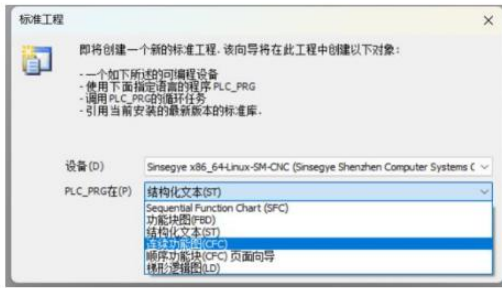 标准工程
即将创建一个新的标准工程.该向导将在此工程中创建以下对象:
-一个如下所述的可编程设备
-使用下面指定语言的程序PLC_PRG
-调用PLC_PRG的循环任务
-引用当前安装的最新版本的标准库.
设备(D) Sinsegye x86_64-Linux-SM-CNC (Sinsegye Shenzhen Computer Systems C
PLC_PRG在(P) 结构化文本(ST)
Sequential Function Chart (SFC)
功能块图(FBD)
结构化文本(ST)
连续功能图(CFC)
顺序功能块(CFC) 页面向导
梯形逻辑图(LD)